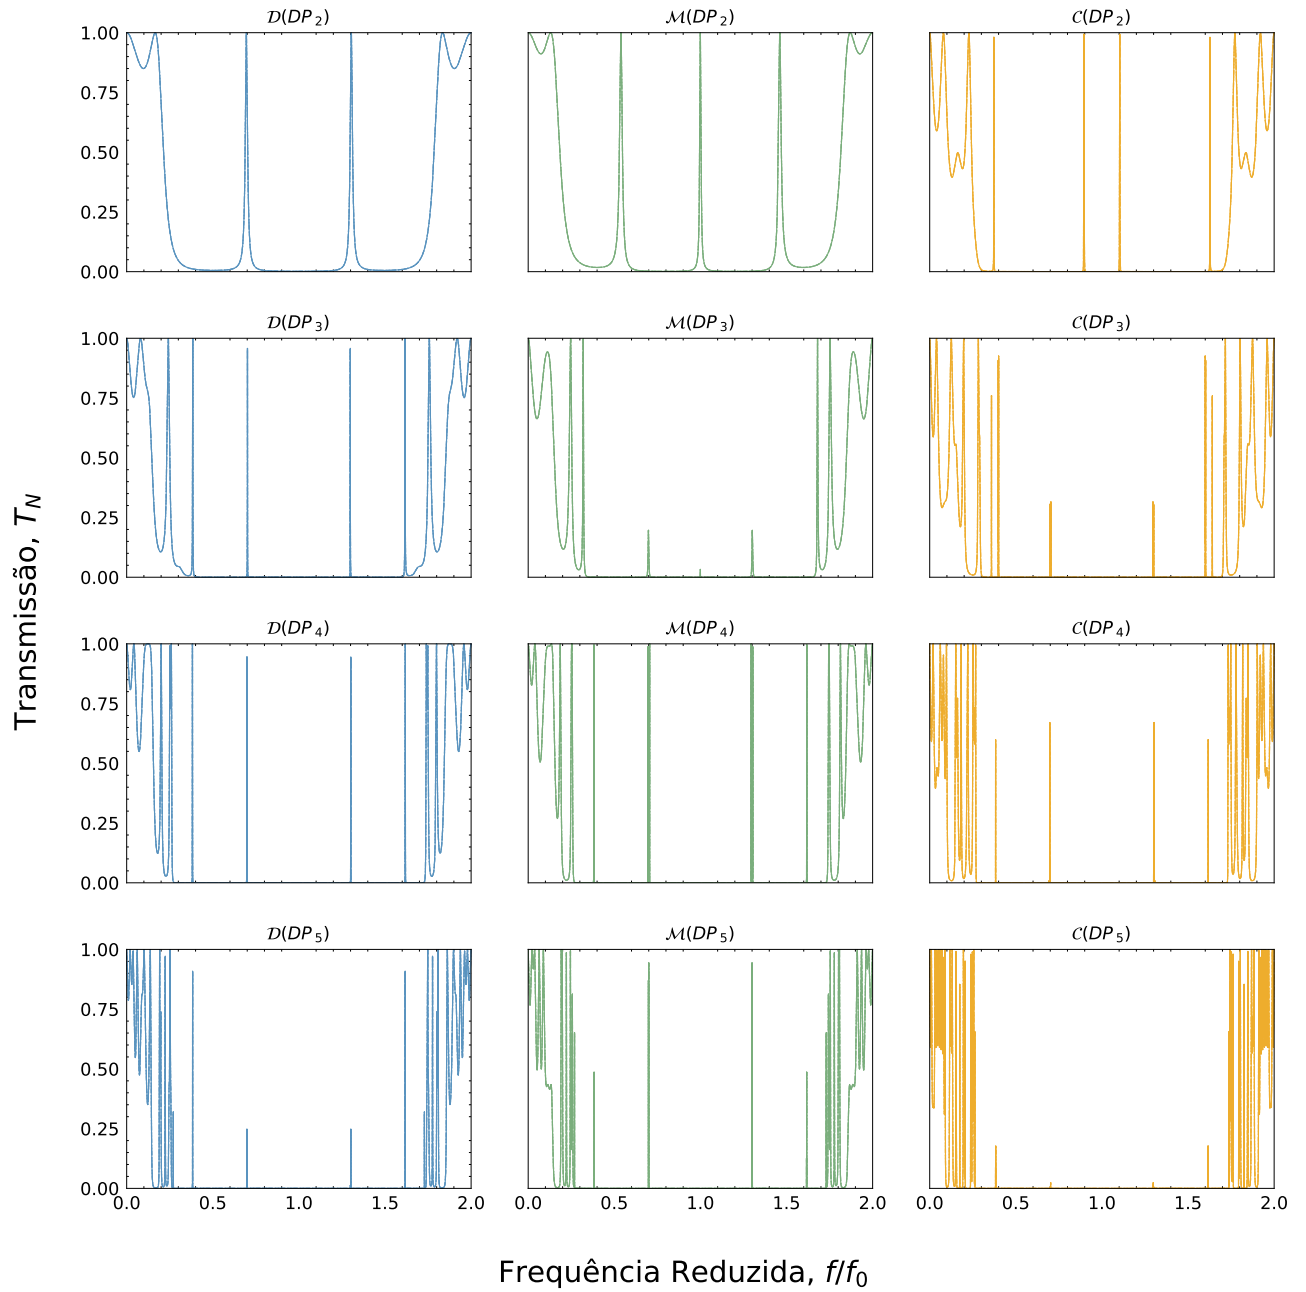 𝒟(DP₂) ℳ(DP₂) 𝒞(DP₂)
1.00
0.75
0.50
0.25
0.00
𝒟(DP₃) ℳ(DP₃) 𝒞(DP₃)
1.00
0.75
0.50
0.25
0.00
Transmissão, T_N
𝒟(DP₄) ℳ(DP₄) 𝒞(DP₄)
1.00
0.75
0.50
0.25
0.00
𝒟(DP₅) ℳ(DP₅) 𝒞(DP₅)
1.00
0.75
0.50
0.25
0.00
0.0 0.5 1.0 1.5 2.0 0.0 0.5 1.0 1.5 2.0 0.0 0.5 1.0 1.5 2.0
Frequência Reduzida, f/f₀